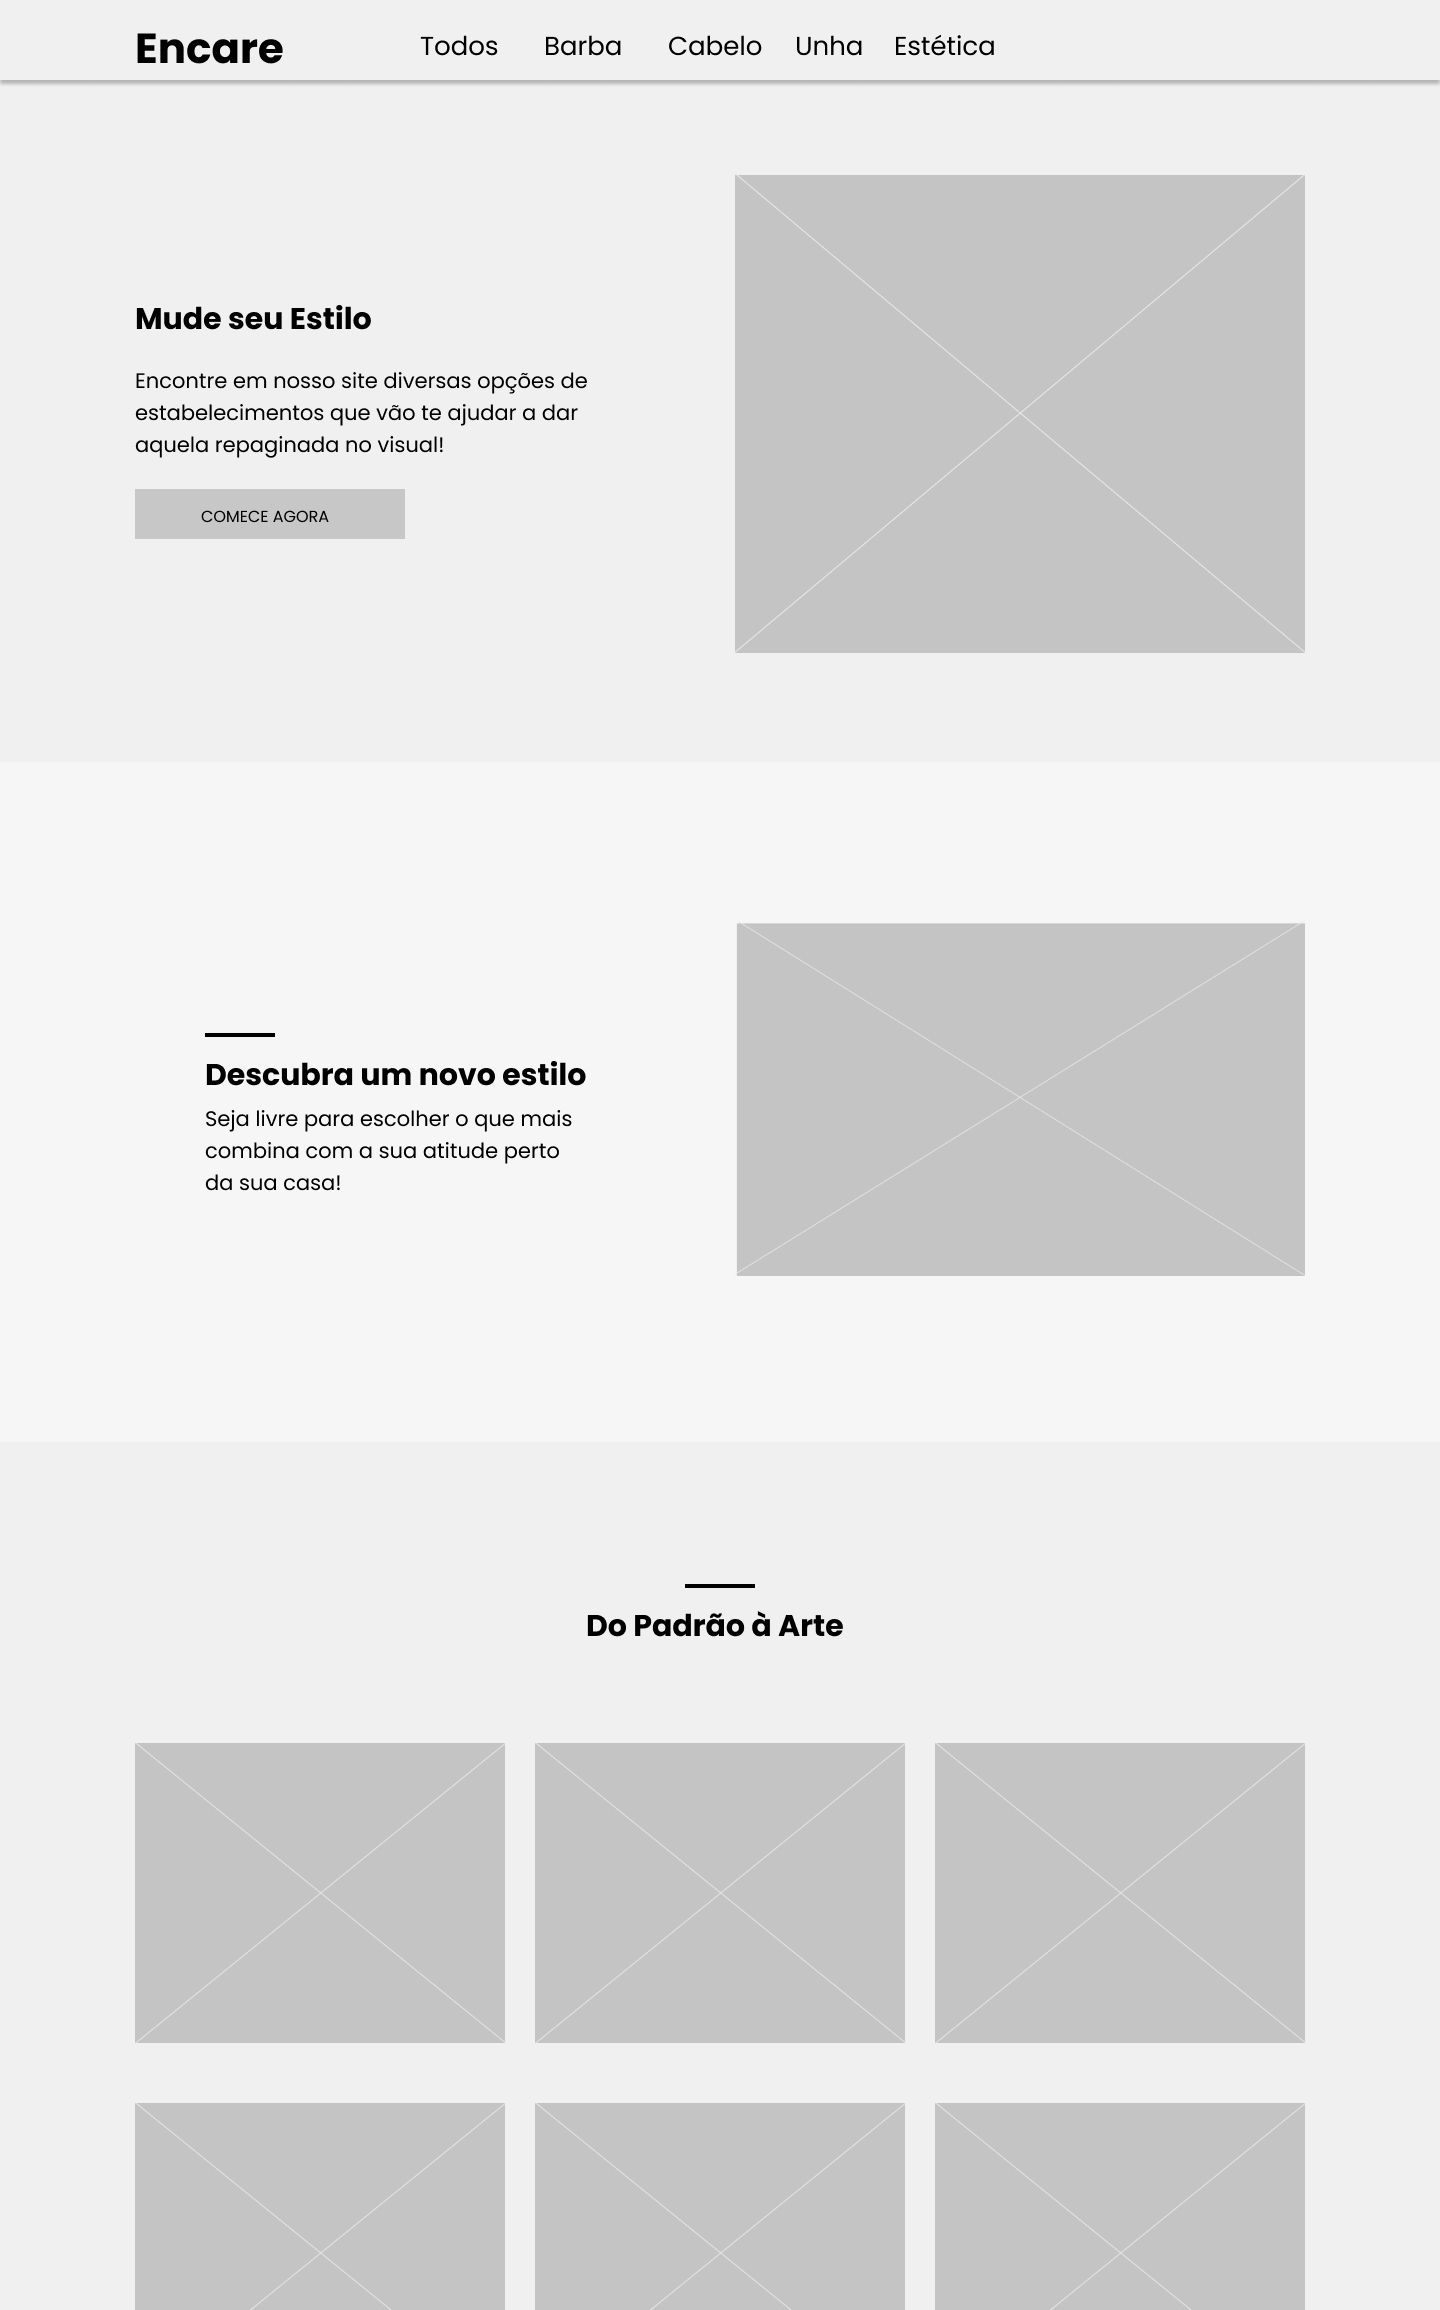 Encare
Todos Barba Cabelo Unha Estética
Mude seu Estilo
Encontre em nosso site diversas opções de
estabelecimentos que vão te ajudar a dar
aquela repaginada no visual!
COMECE AGORA
Descubra um novo estilo
Seja livre para escolher o que mais
combina com a sua atitude perto
da sua casa!
Do Padrão à Arte